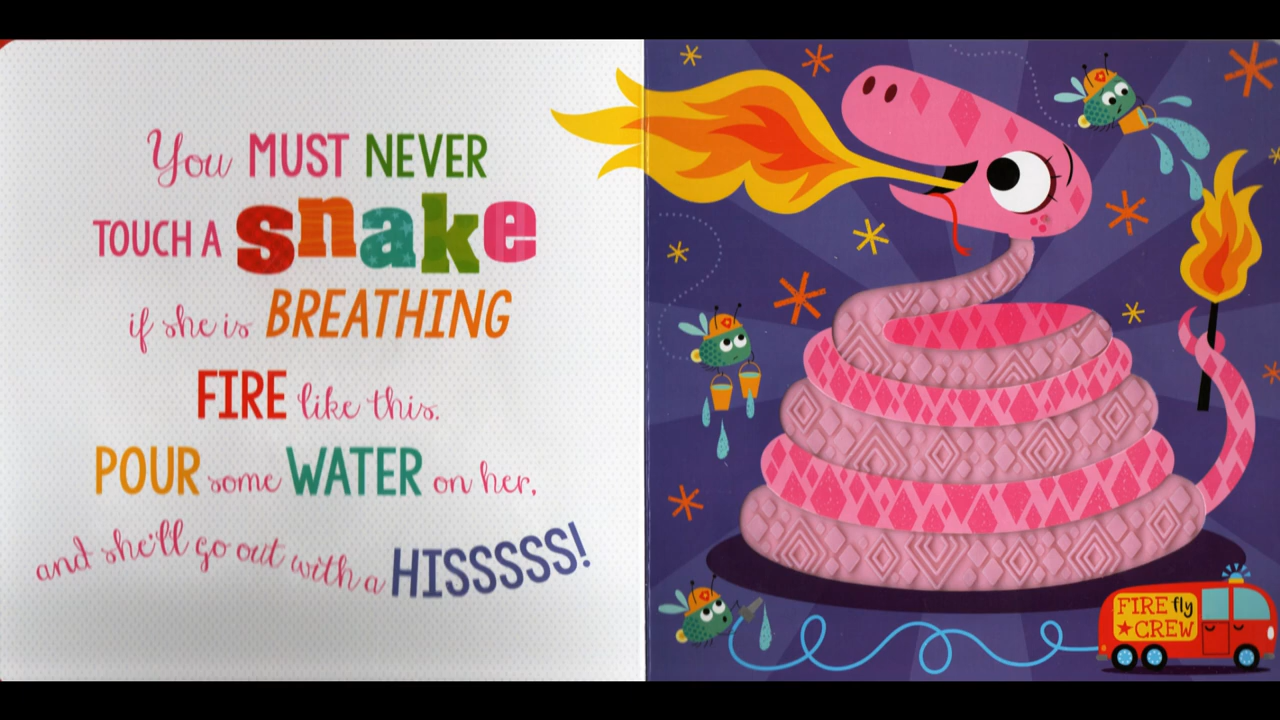 You MUST NEVER
TOUCH A snake
if she is BREATHING
FIRE like this.
POUR some WATER on her,
and she'll go out with a HISSSSS!
FIRE fly
CREW